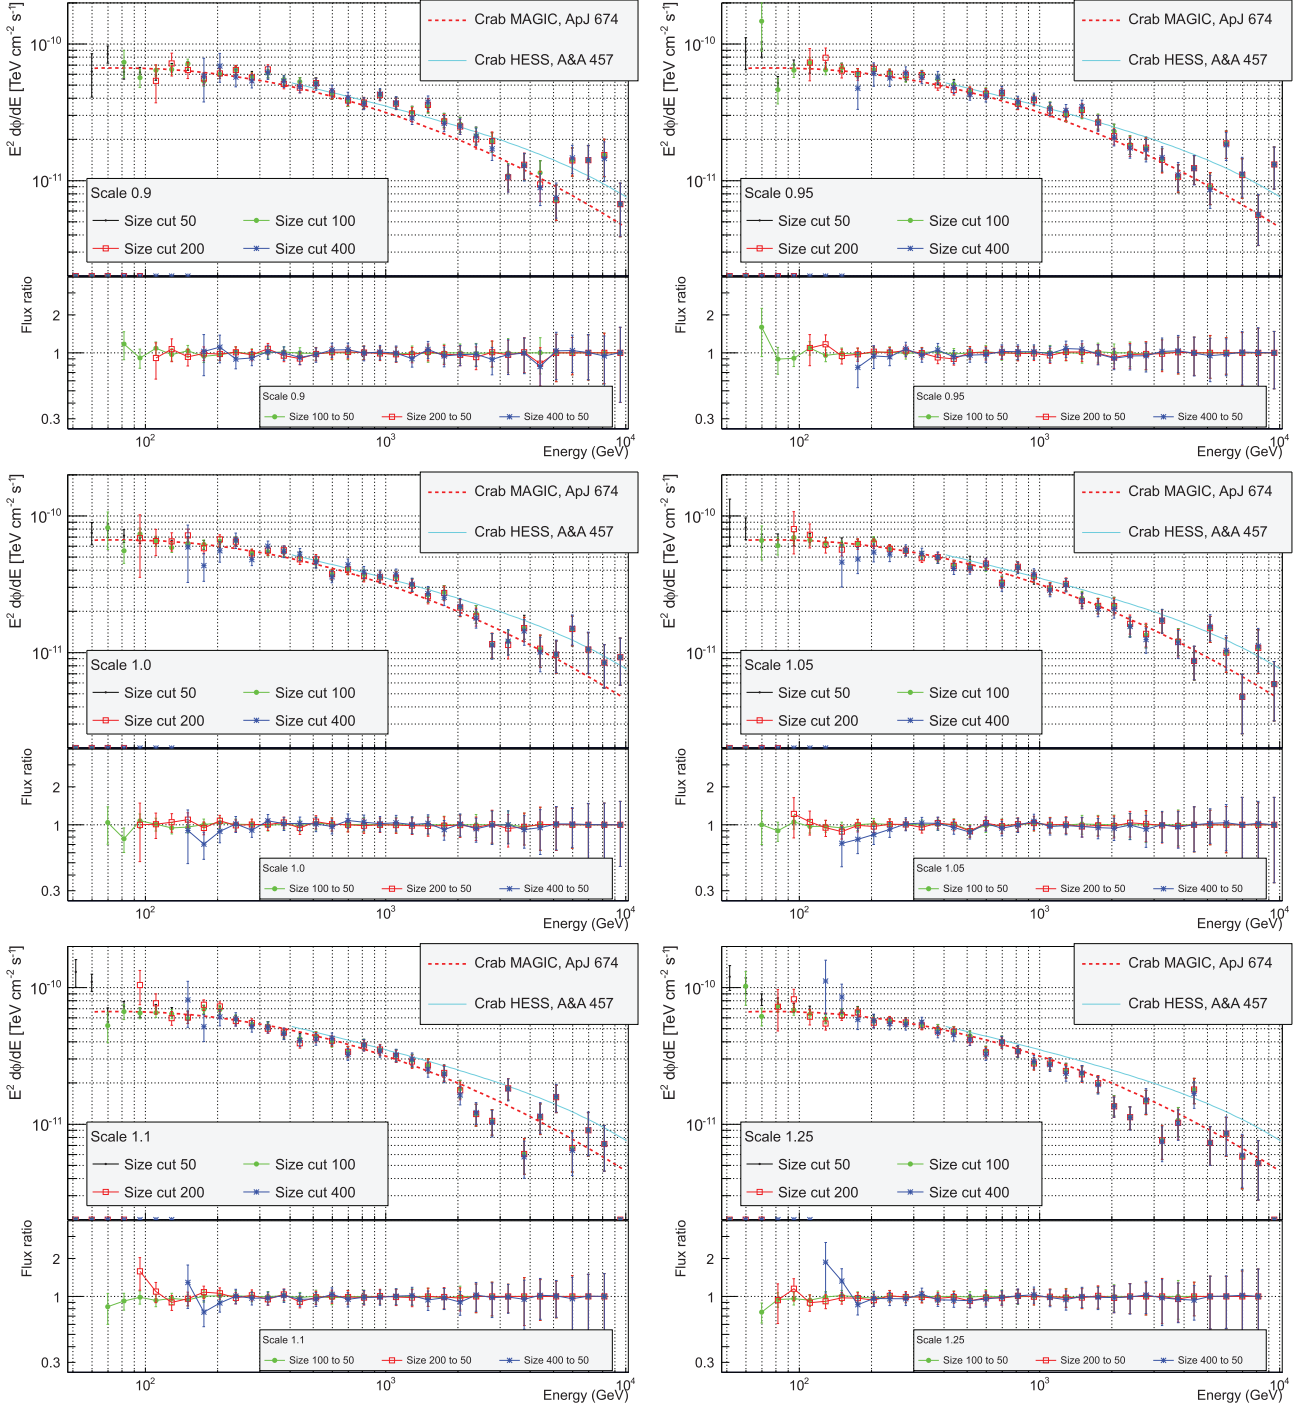 Crab MAGIC, ApJ 674
Crab HESS, A&A 457
E² dϕ/dE [TeV cm⁻² s⁻¹]
10⁻¹⁰
10⁻¹¹
Scale 0.9
Size cut 50
Size cut 100
Size cut 200
Size cut 400
Flux ratio
2
1
0.3
Scale 0.9
Size 100 to 50
Size 200 to 50
Size 400 to 50
10²
10³
10⁴
Energy (GeV)
Crab MAGIC, ApJ 674
Crab HESS, A&A 457
E² dϕ/dE [TeV cm⁻² s⁻¹]
10⁻¹⁰
10⁻¹¹
Scale 0.95
Size cut 50
Size cut 100
Size cut 200
Size cut 400
Flux ratio
2
1
0.3
Scale 0.95
Size 100 to 50
Size 200 to 50
Size 400 to 50
10²
10³
10⁴
Energy (GeV)
Crab MAGIC, ApJ 674
Crab HESS, A&A 457
E² dϕ/dE [TeV cm⁻² s⁻¹]
10⁻¹⁰
10⁻¹¹
Scale 1.0
Size cut 50
Size cut 100
Size cut 200
Size cut 400
Flux ratio
2
1
0.3
Scale 1.0
Size 100 to 50
Size 200 to 50
Size 400 to 50
10²
10³
10⁴
Energy (GeV)
Crab MAGIC, ApJ 674
Crab HESS, A&A 457
E² dϕ/dE [TeV cm⁻² s⁻¹]
10⁻¹⁰
10⁻¹¹
Scale 1.05
Size cut 50
Size cut 100
Size cut 200
Size cut 400
Flux ratio
2
1
0.3
Scale 1.05
Size 100 to 50
Size 200 to 50
Size 400 to 50
10²
10³
10⁴
Energy (GeV)
Crab MAGIC, ApJ 674
Crab HESS, A&A 457
E² dϕ/dE [TeV cm⁻² s⁻¹]
10⁻¹⁰
10⁻¹¹
Scale 1.1
Size cut 50
Size cut 100
Size cut 200
Size cut 400
Flux ratio
2
1
0.3
Scale 1.1
Size 100 to 50
Size 200 to 50
Size 400 to 50
10²
10³
10⁴
Energy (GeV)
Crab MAGIC, ApJ 674
Crab HESS, A&A 457
E² dϕ/dE [TeV cm⁻² s⁻¹]
10⁻¹⁰
10⁻¹¹
Scale 1.25
Size cut 50
Size cut 100
Size cut 200
Size cut 400
Flux ratio
2
1
0.3
Scale 1.25
Size 100 to 50
Size 200 to 50
Size 400 to 50
10²
10³
10⁴
Energy (GeV)